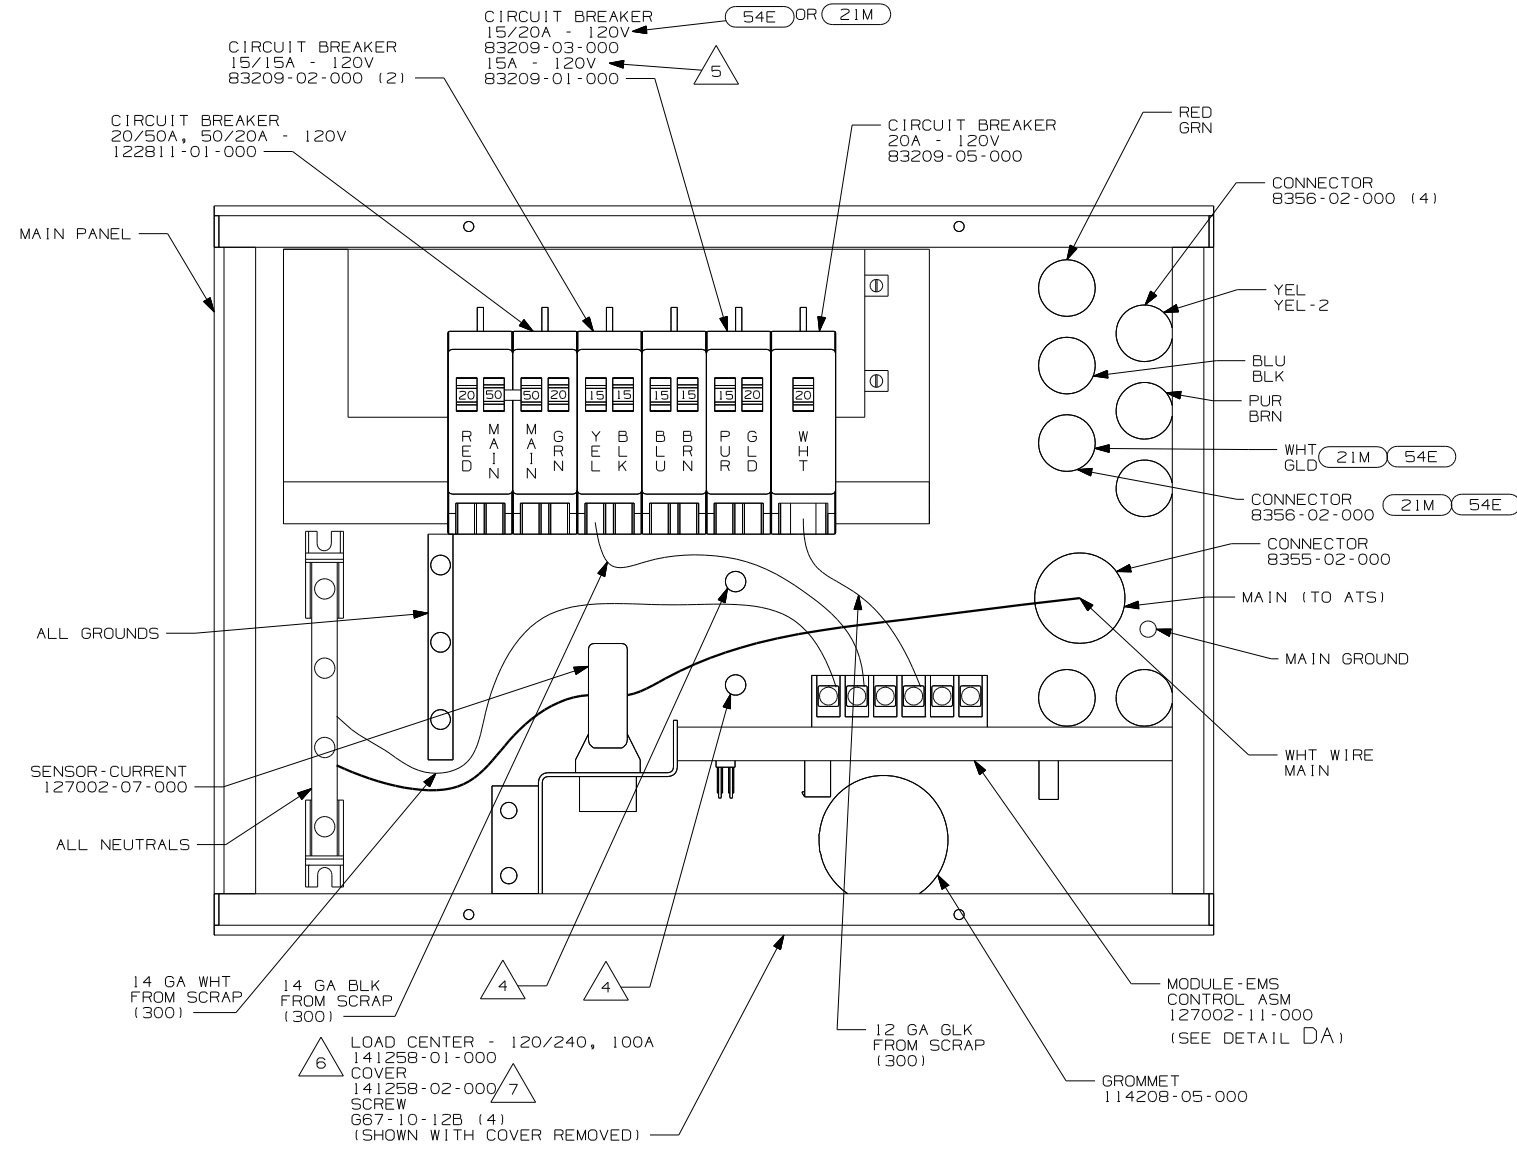 CIRCUIT BREAKER
15/20A - 120V
83209-03-000
15A - 120V
83209-01-000
54E OR 21M
5
CIRCUIT BREAKER
15/15A - 120V
83209-02-000 (2)
CIRCUIT BREAKER
20/50A, 50/20A - 120V
122811-01-000
CIRCUIT BREAKER
20A - 120V
83209-05-000
RED
GRN
CONNECTOR
8356-02-000 (4)
MAIN PANEL
YEL
YEL-2
BLU
BLK
PUR
BRN
WHT
GLD
21M 54E
CONNECTOR
8356-02-000
21M 54E
CONNECTOR
8355-02-000
MAIN (TO ATS)
MAIN GROUND
WHT WIRE
MAIN
20 50 50 20 15 15 15 15 15 20 20
RED
MAIN
MAIN
GRN
YEL
BLK
BLU
BRN
PUR
GLD
WHT
ALL GROUNDS
SENSOR-CURRENT
127002-07-000
ALL NEUTRALS
14 GA WHT
FROM SCRAP
(300)
14 GA BLK
FROM SCRAP
(300)
4
4
12 GA GLK
FROM SCRAP
(300)
MODULE-EMS
CONTROL ASM
127002-11-000
(SEE DETAIL DA)
GROMMET
114208-05-000
6
LOAD CENTER - 120/240, 100A
141258-01-000
COVER
141258-02-000
7
SCREW
G67-10-12B (4)
(SHOWN WITH COVER REMOVED)